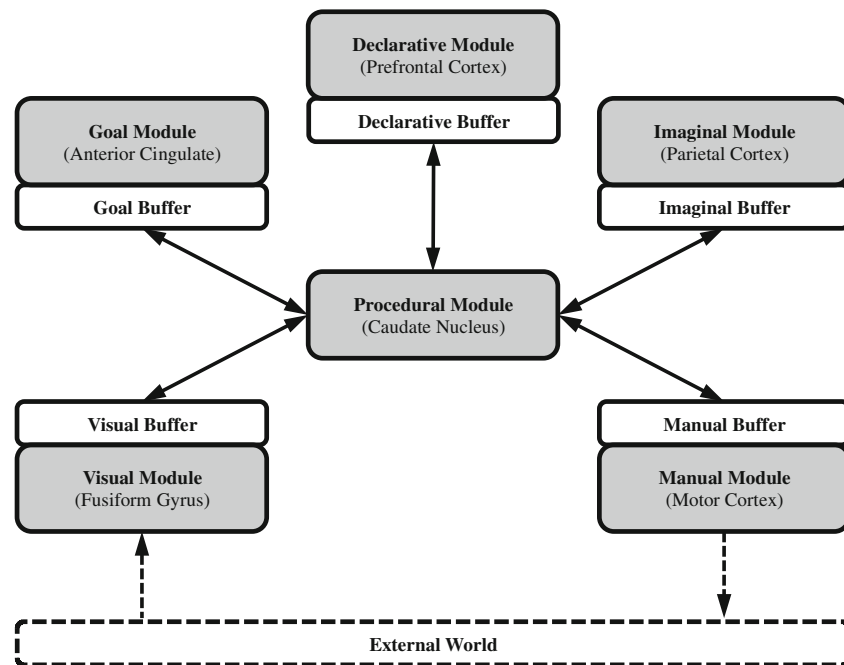 Declarative Module
(Prefrontal Cortex)
Declarative Buffer
Goal Module
(Anterior Cingulate)
Goal Buffer
Imaginal Module
(Parietal Cortex)
Imaginal Buffer
Procedural Module
(Caudate Nucleus)
Visual Buffer
Visual Module
(Fusiform Gyrus)
Manual Buffer
Manual Module
(Motor Cortex)
External World